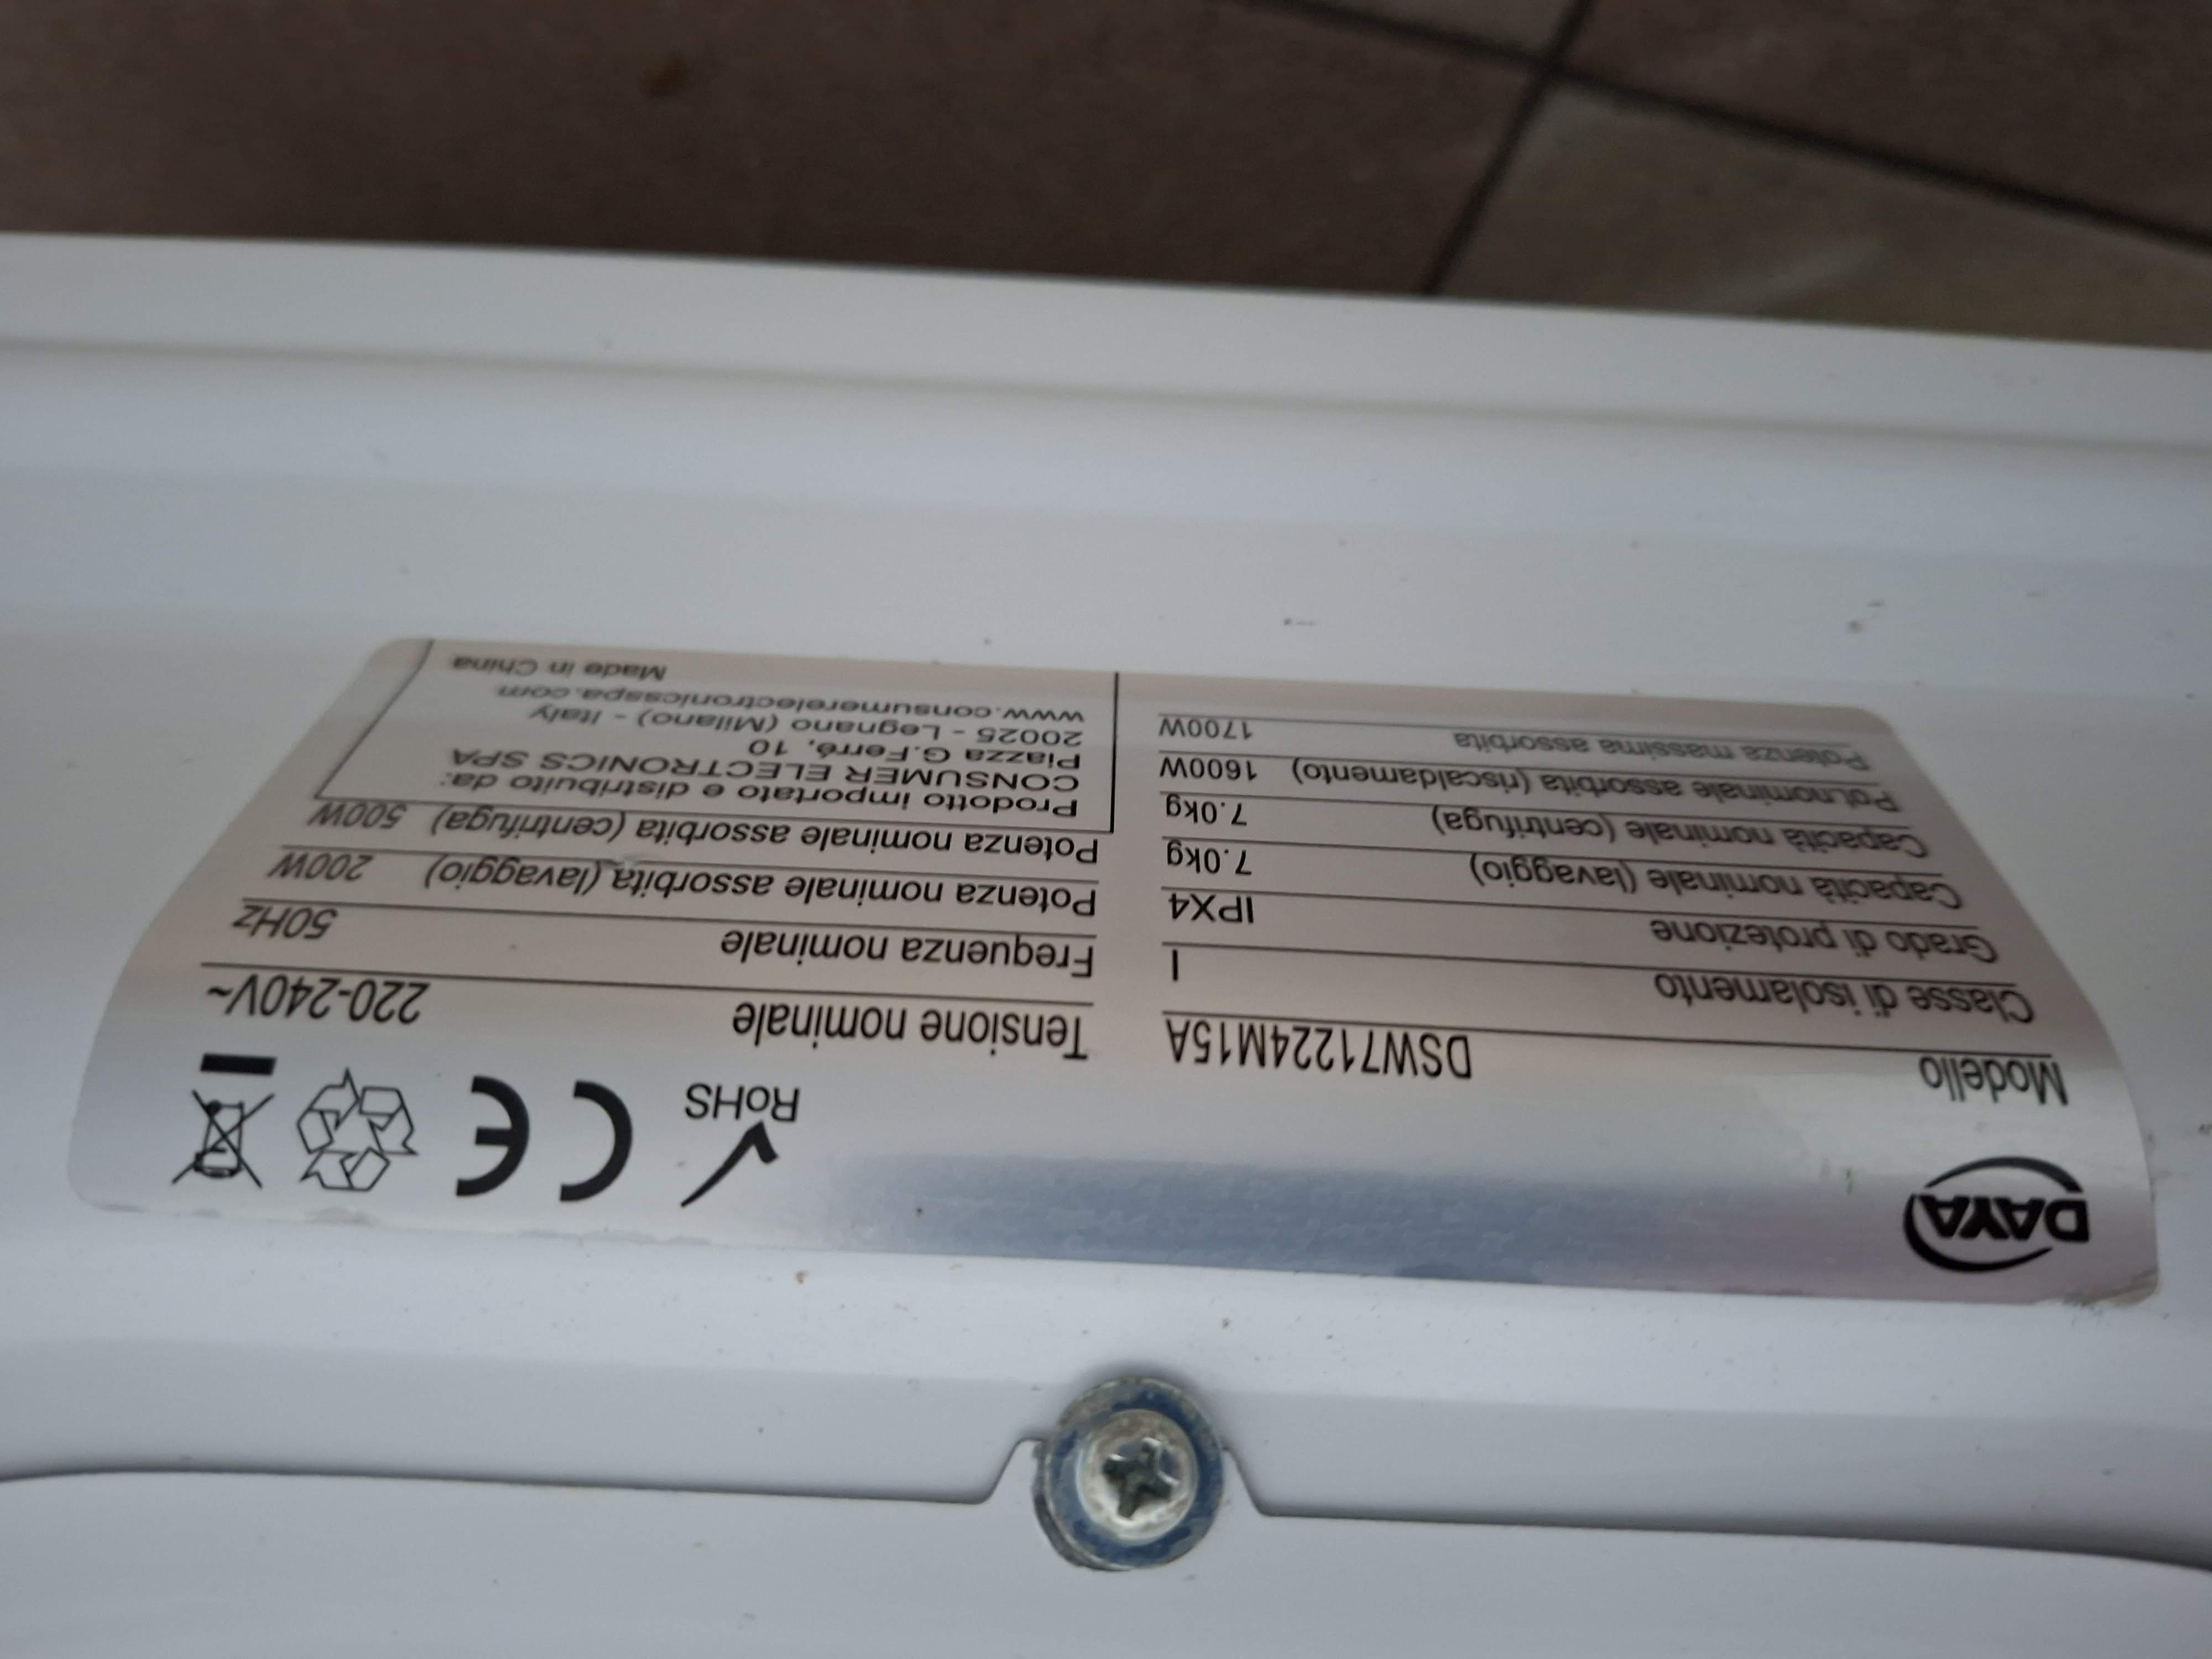 DAYA
RoHS
CE
Modello DSW71224M15A
Classe di isolamento I
Grado di protezione IPX4
Capacità nominale (lavaggio) 7.0kg
Capacità nominale (centrifuga) 7.0kg
Pot.nominale assorbita (riscaldamento) 1600W
Potenza massima assorbita 1700W
Tensione nominale 220-240V~
Frequenza nominale 50Hz
Potenza nominale assorbita (lavaggio) 200W
Potenza nominale assorbita (centrifuga) 500W
Prodotto importato e distribuito da:
CONSUMER ELECTRONICS SPA
Piazza G.Ferré, 10
20025 - Legnano (Milano) - Italy
www.consumerelectronicsspa.com
Made in China